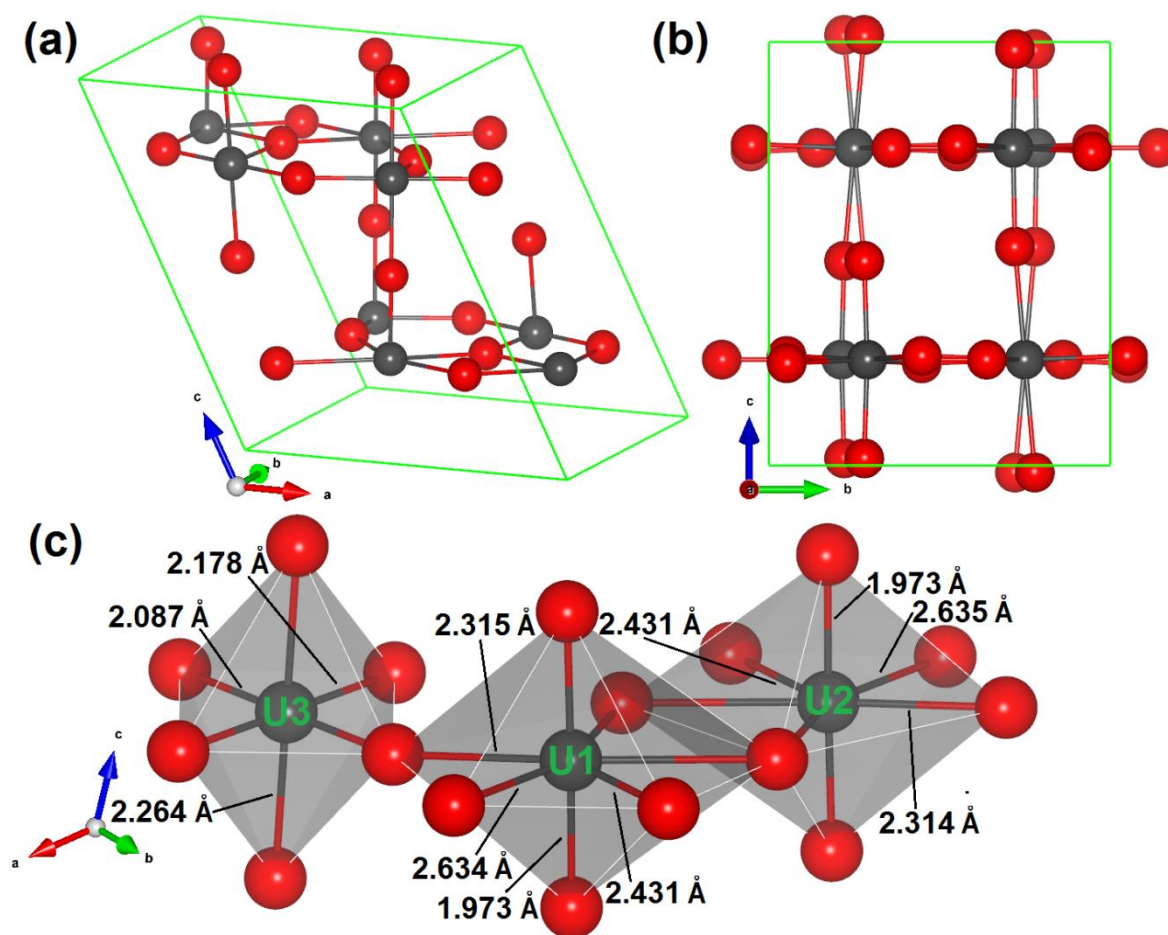 (a)
(b)
c
b
a
c
a
b
(c)
2.178 Å
2.087 Å
2.315 Å
2.431 Å
1.973 Å
2.635 Å
U3
U1
U2
c
a
b
2.264 Å
2.634 Å
1.973 Å
2.431 Å
2.314 Å